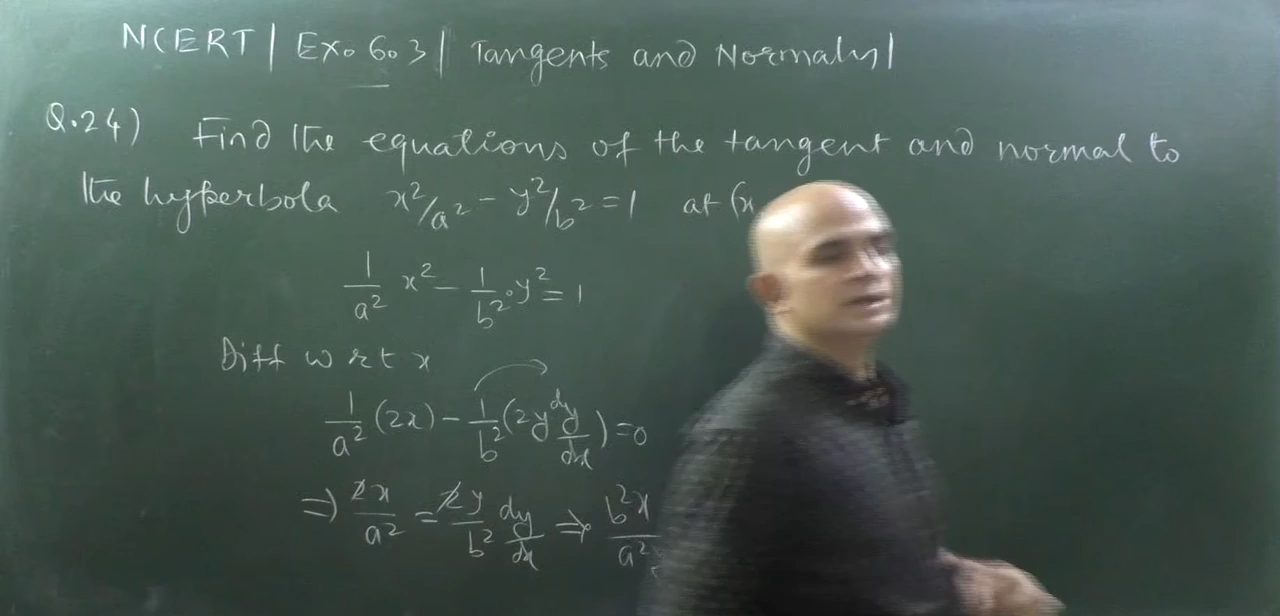 NCERT | Ex. 6.3 | Tangents and Normals |
Q.24) Find the equations of the tangent and normal to
the hyperbola x²/a² - y²/b² = 1 at (x
1/a² x² - 1/b² · y² = 1
Diff w r t x
1/a² (2x) - 1/b² (2y dy/dx) = 0
⇒ 2x/a² = 2y/b² dy/dx ⇒ b²x/a²